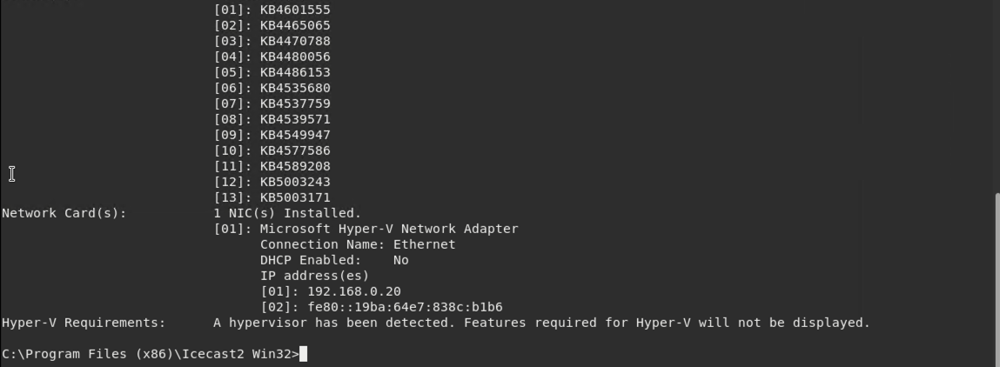 [01]: KB4601555
[02]: KB4465065
[03]: KB4470788
[04]: KB4480056
[05]: KB4486153
[06]: KB4535680
[07]: KB4537759
[08]: KB4539571
[09]: KB4549947
[10]: KB4577586
[11]: KB4589208
[12]: KB5003243
[13]: KB5003171
Network Card(s): 1 NIC(s) Installed.
[01]: Microsoft Hyper-V Network Adapter
Connection Name: Ethernet
DHCP Enabled: No
IP address(es)
[01]: 192.168.0.20
[02]: fe80::19ba:64e7:838c:b1b6
Hyper-V Requirements: A hypervisor has been detected. Features required for Hyper-V will not be displayed.
C:\Program Files (x86)\Icecast2 Win32>